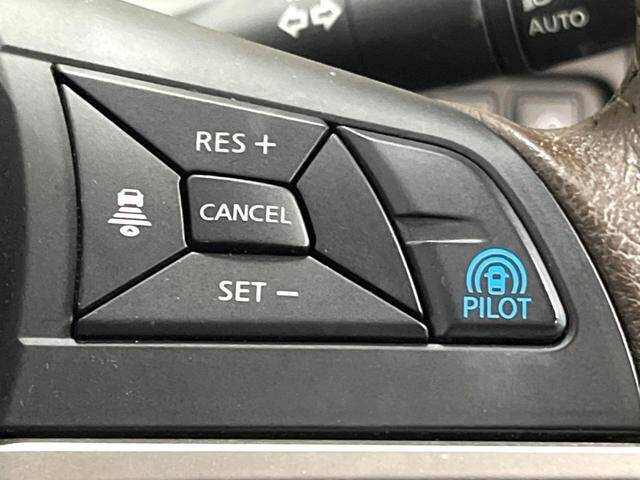 AUTO
RES +
CANCEL
SET -
PILOT